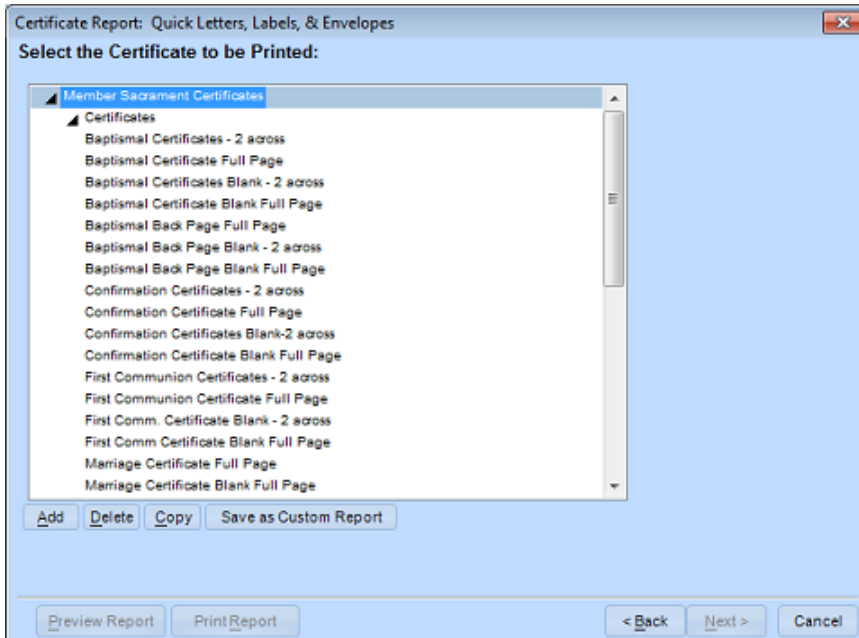 Certificate Report: Quick Letters, Labels, & Envelopes
Select the Certificate to be Printed:
Member Sacrament Certificates
Certificates
Baptismal Certificates - 2 across
Baptismal Certificate Full Page
Baptismal Certificates Blank - 2 across
Baptismal Certificate Blank Full Page
Baptismal Back Page Full Page
Baptismal Back Page Blank - 2 across
Baptismal Back Page Blank Full Page
Confirmation Certificates - 2 across
Confirmation Certificate Full Page
Confirmation Certificates Blank-2 across
Confirmation Certificate Blank Full Page
First Communion Certificates - 2 across
First Communion Certificate Full Page
First Comm. Certificate Blank - 2 across
First Comm Certificate Blank Full Page
Marriage Certificate Full Page
Marriage Certificate Blank Full Page
Add Delete Copy Save as Custom Report
Preview Report Print Report < Back Next > Cancel